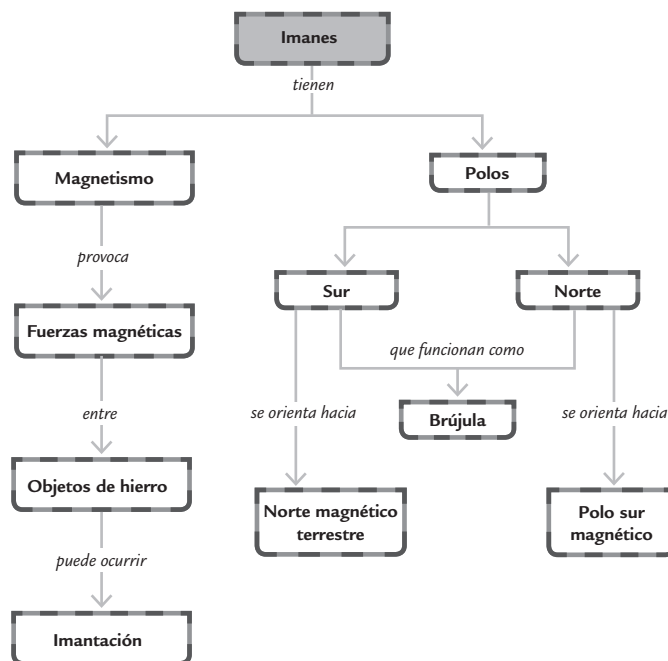 Imanes
tienen
Magnetismo
Polos
provoca
Sur
Norte
Fuerzas magnéticas
que funcionan como
entre
se orienta hacia
Brújula
se orienta hacia
Objetos de hierro
Norte magnético
terrestre
Polo sur
magnético
puede ocurrir
Imantación